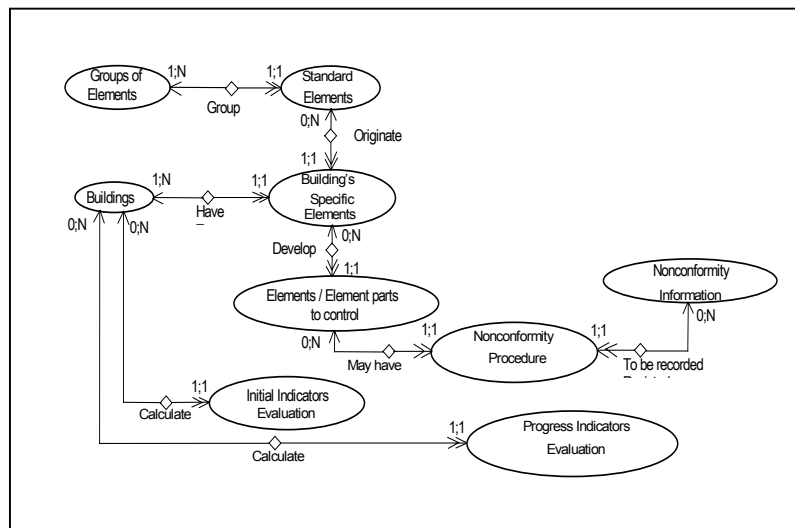 Groups of
Elements
1;N
Group
1;1
Standard
Elements
0;N
Originate
1;1
Buildings
1;N
Have
1;1
Building's
Specific
Elements
0;N
0;N
0;N
Develop
1;1
Elements / Element parts
to control
0;N
May have
1;1
Nonconformity
Procedure
1;1
To be recorded
Nonconformity
Information
0;N
Calculate
1;1
Initial Indicators
Evaluation
Calculate
1;1
Progress Indicators
Evaluation